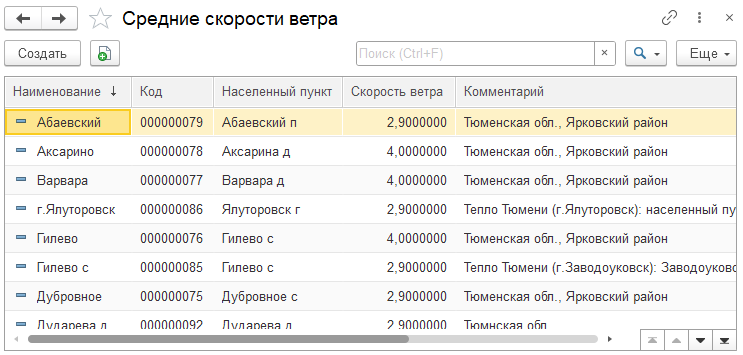 Средние скорости ветра
Создать Поиск (Ctrl+F) × Еще
Наименование ↓ Код Населенный пункт Скорость ветра Комментарий
Абаевский 000000079 Абаевский п 2,9000000 Тюменская обл., Ярковский район
Аксарино 000000078 Аксарина д 4,0000000 Тюменская обл., Ярковский район
Варвара 000000077 Варвара д 4,0000000 Тюменская обл., Ярковский район
г.Ялуторовск 000000086 Ялуторовск г 2,9000000 Тепло Тюмени (г.Ялуторовск): населенный пу
Гилево 000000076 Гилево с 4,0000000 Тюменская обл., Ярковский район
Гилево с 000000085 Гилево с 2,9000000 Тепло Тюмени (г.Заводоуковск): Заводоуково
Дубровное 000000075 Дубровное с 2,9000000 Тюменская обл., Ярковский район
Дударева д 000000092 Дударева д 2,9000000 Тюмнская обл